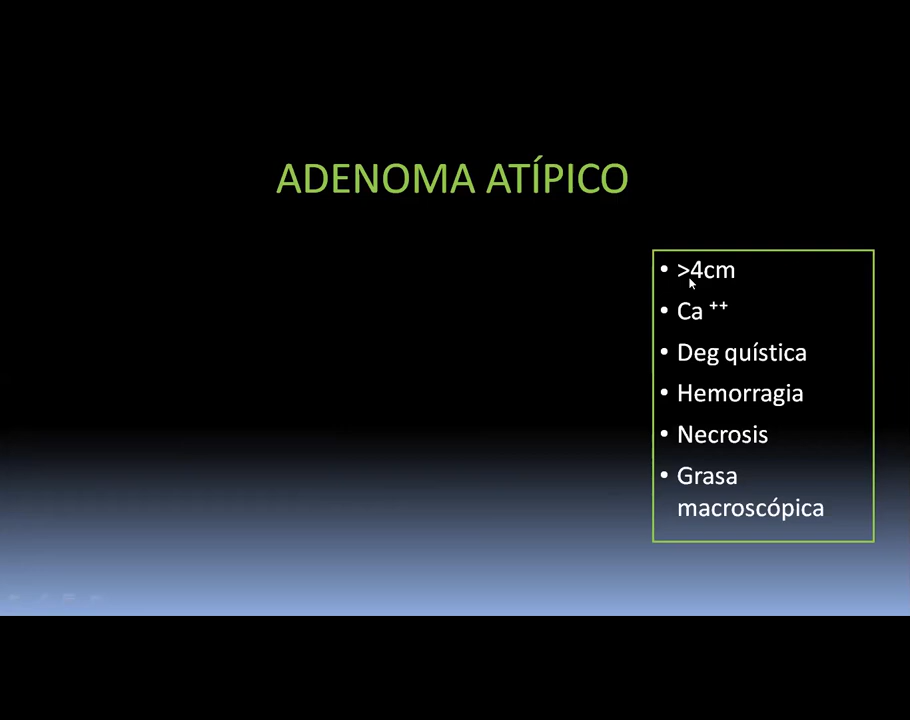 ADENOMA ATÍPICO
• >4cm
• Ca ⁺⁺
• Deg quística
• Hemorragia
• Necrosis
• Grasa
macroscópica